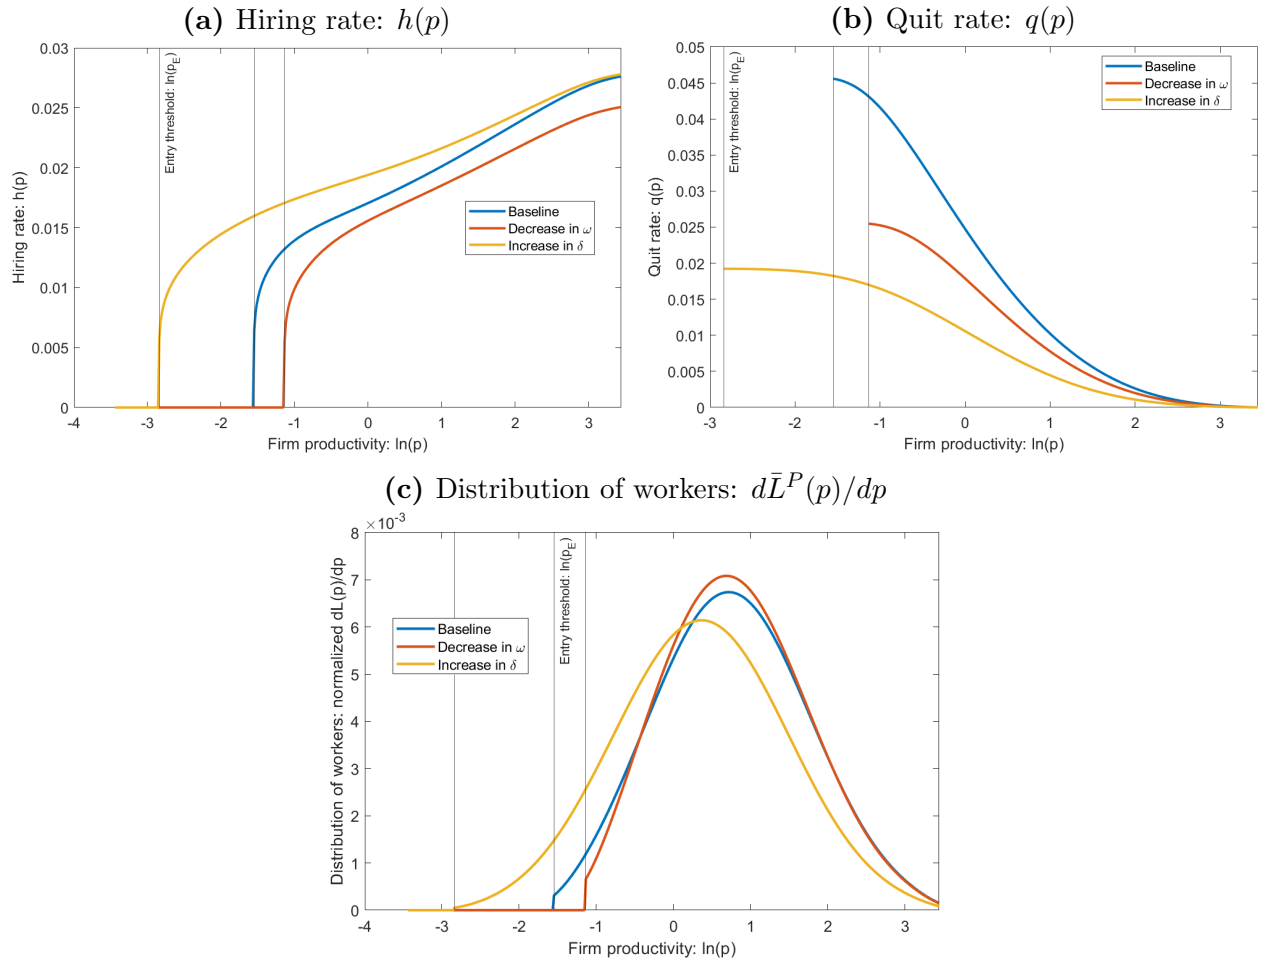 (a) Hiring rate: h(p)
0.03
0.025
0.02
0.015
0.01
0.005
0
-4 -3 -2 -1 0 1 2 3
Hiring rate: h(p)
Firm productivity: ln(p)
Entry threshold: ln(p_E)
Baseline
Decrease in ω
Increase in δ
(b) Quit rate: q(p)
0.05
0.045
0.04
0.035
0.03
0.025
0.02
0.015
0.01
0.005
0
-3 -2 -1 0 1 2 3
Quit rate: q(p)
Firm productivity: ln(p)
Entry threshold: ln(p_E)
Baseline
Decrease in ω
Increase in δ
(c) Distribution of workers: dL̄^P(p)/dp
×10^-3
8
7
6
5
4
3
2
1
0
-4 -3 -2 -1 0 1 2 3
Distribution of workers: normalized dL(p)/dp
Firm productivity: ln(p)
Entry threshold: ln(p_E)
Baseline
Decrease in ω
Increase in δ